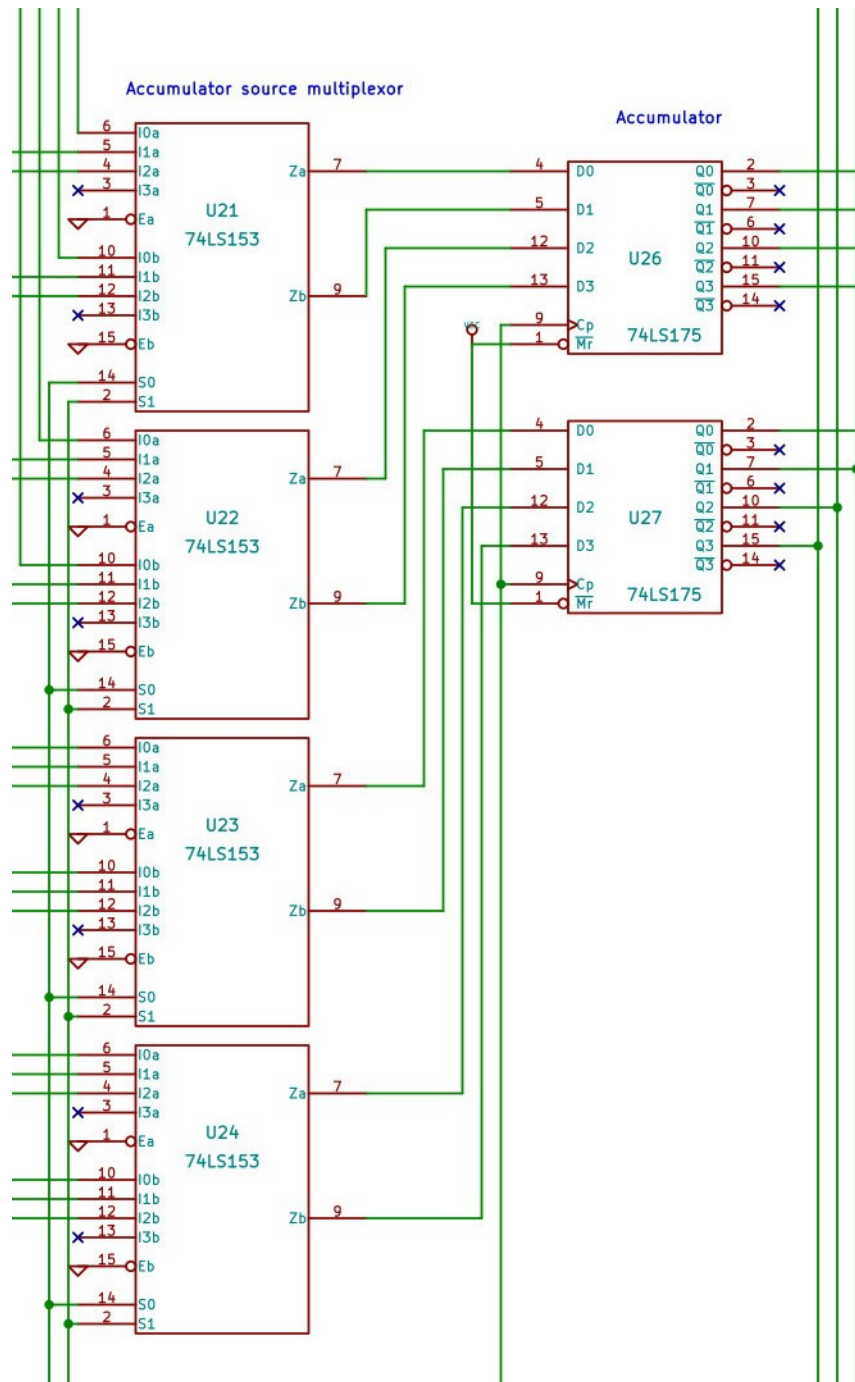 Accumulator source multiplexor
Accumulator
6 I0a
5 I1a
4 I2a
3 I3a
1 Ea
10 I0b
11 I1b
12 I2b
13 I3b
15 Eb
14 S0
2 S1
U21
74LS153
Za 7
Zb 9
6 I0a
5 I1a
4 I2a
3 I3a
1 Ea
10 I0b
11 I1b
12 I2b
13 I3b
15 Eb
14 S0
2 S1
U22
74LS153
Za 7
Zb 9
6 I0a
5 I1a
4 I2a
3 I3a
1 Ea
10 I0b
11 I1b
12 I2b
13 I3b
15 Eb
14 S0
2 S1
U23
74LS153
Za 7
Zb 9
6 I0a
5 I1a
4 I2a
3 I3a
1 Ea
10 I0b
11 I1b
12 I2b
13 I3b
15 Eb
14 S0
2 S1
U24
74LS153
Za 7
Zb 9
VCC
4 D0
5 D1
12 D2
13 D3
9 Cp
1 Mr
U26
74LS175
Q0 2
Q0 3
Q1 7
Q1 6
Q2 10
Q2 11
Q3 15
Q3 14
4 D0
5 D1
12 D2
13 D3
9 Cp
1 Mr
U27
74LS175
Q0 2
Q0 3
Q1 7
Q1 6
Q2 10
Q2 11
Q3 15
Q3 14